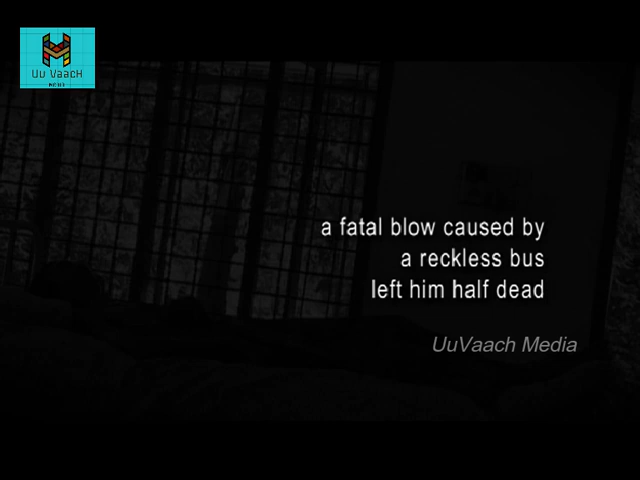 Uu VaacH
a fatal blow caused by
a reckless bus
left him half dead
UuVaach Media